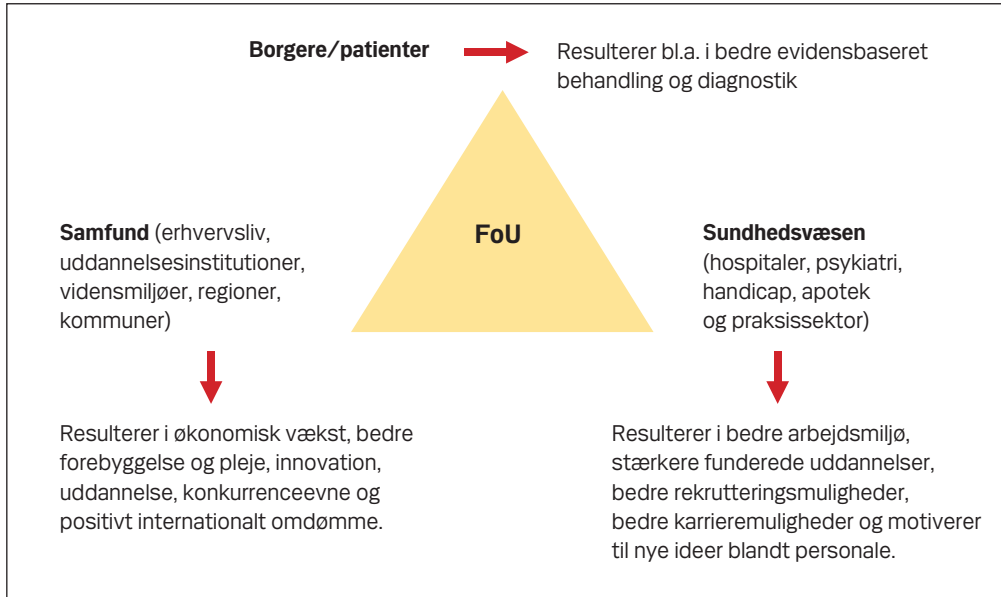 Borgere/patienter
Resulterer bl.a. i bedre evidensbaseret
behandling og diagnostik
FoU
Samfund (erhvervsliv,
uddannelsesinstitutioner,
vidensmiljøer, regioner,
kommuner)
Sundhedsvæsen
(hospitaler, psykiatri,
handicap, apotek
og praksissektor)
Resulterer i økonomisk vækst, bedre
forebyggelse og pleje, innovation,
uddannelse, konkurrenceevne og
positivt internationalt omdømme.
Resulterer i bedre arbejdsmiljø,
stærkere funderede uddannelser,
bedre rekrutteringsmuligheder,
bedre karrieremuligheder og motiverer
til nye ideer blandt personale.